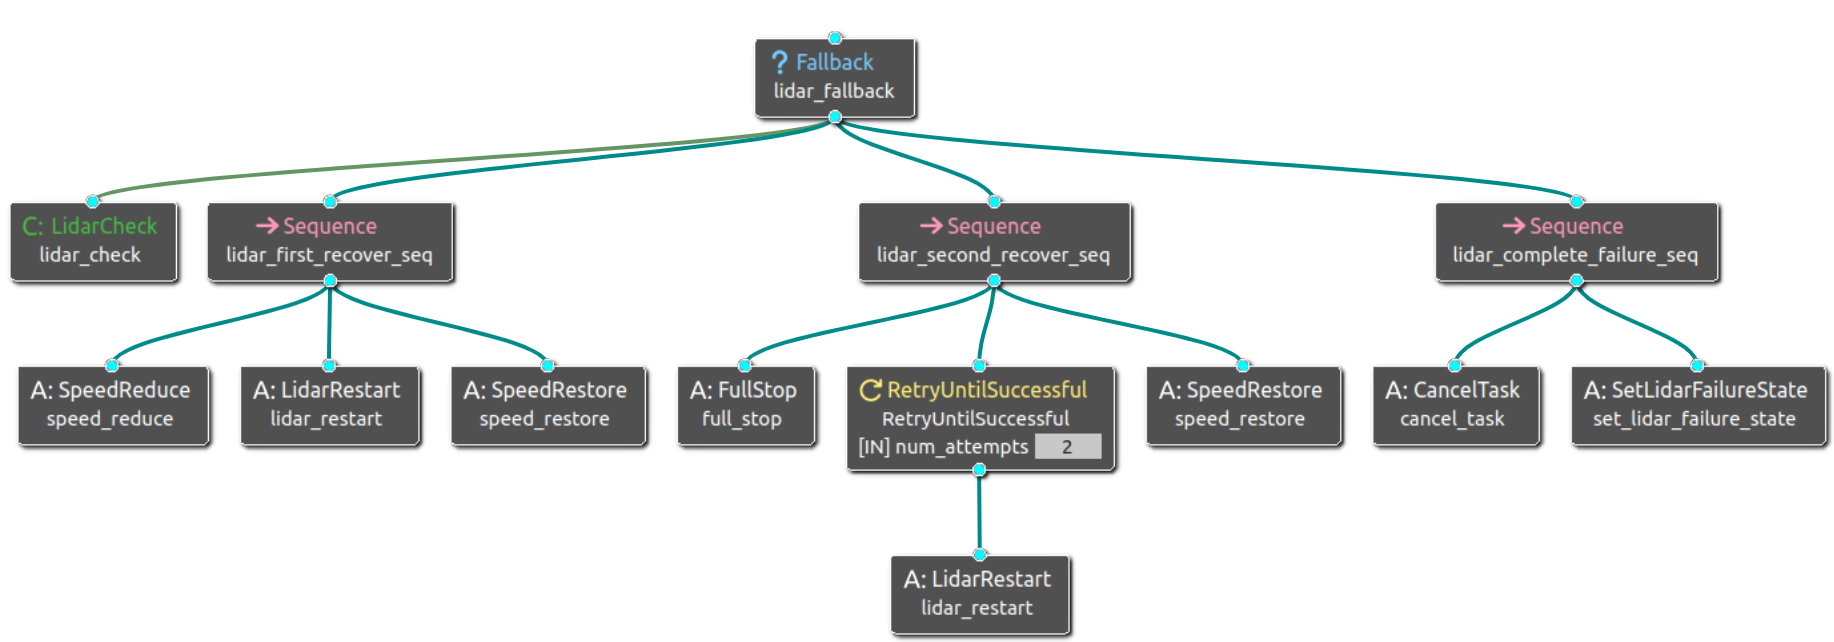 ? Fallback
lidar_fallback
C: LidarCheck
lidar_check
→ Sequence
lidar_first_recover_seq
→ Sequence
lidar_second_recover_seq
→ Sequence
lidar_complete_failure_seq
A: SpeedReduce
speed_reduce
A: LidarRestart
lidar_restart
A: SpeedRestore
speed_restore
A: FullStop
full_stop
RetryUntilSuccessful
RetryUntilSuccessful
[IN] num_attempts 2
A: SpeedRestore
speed_restore
A: CancelTask
cancel_task
A: SetLidarFailureState
set_lidar_failure_state
A: LidarRestart
lidar_restart